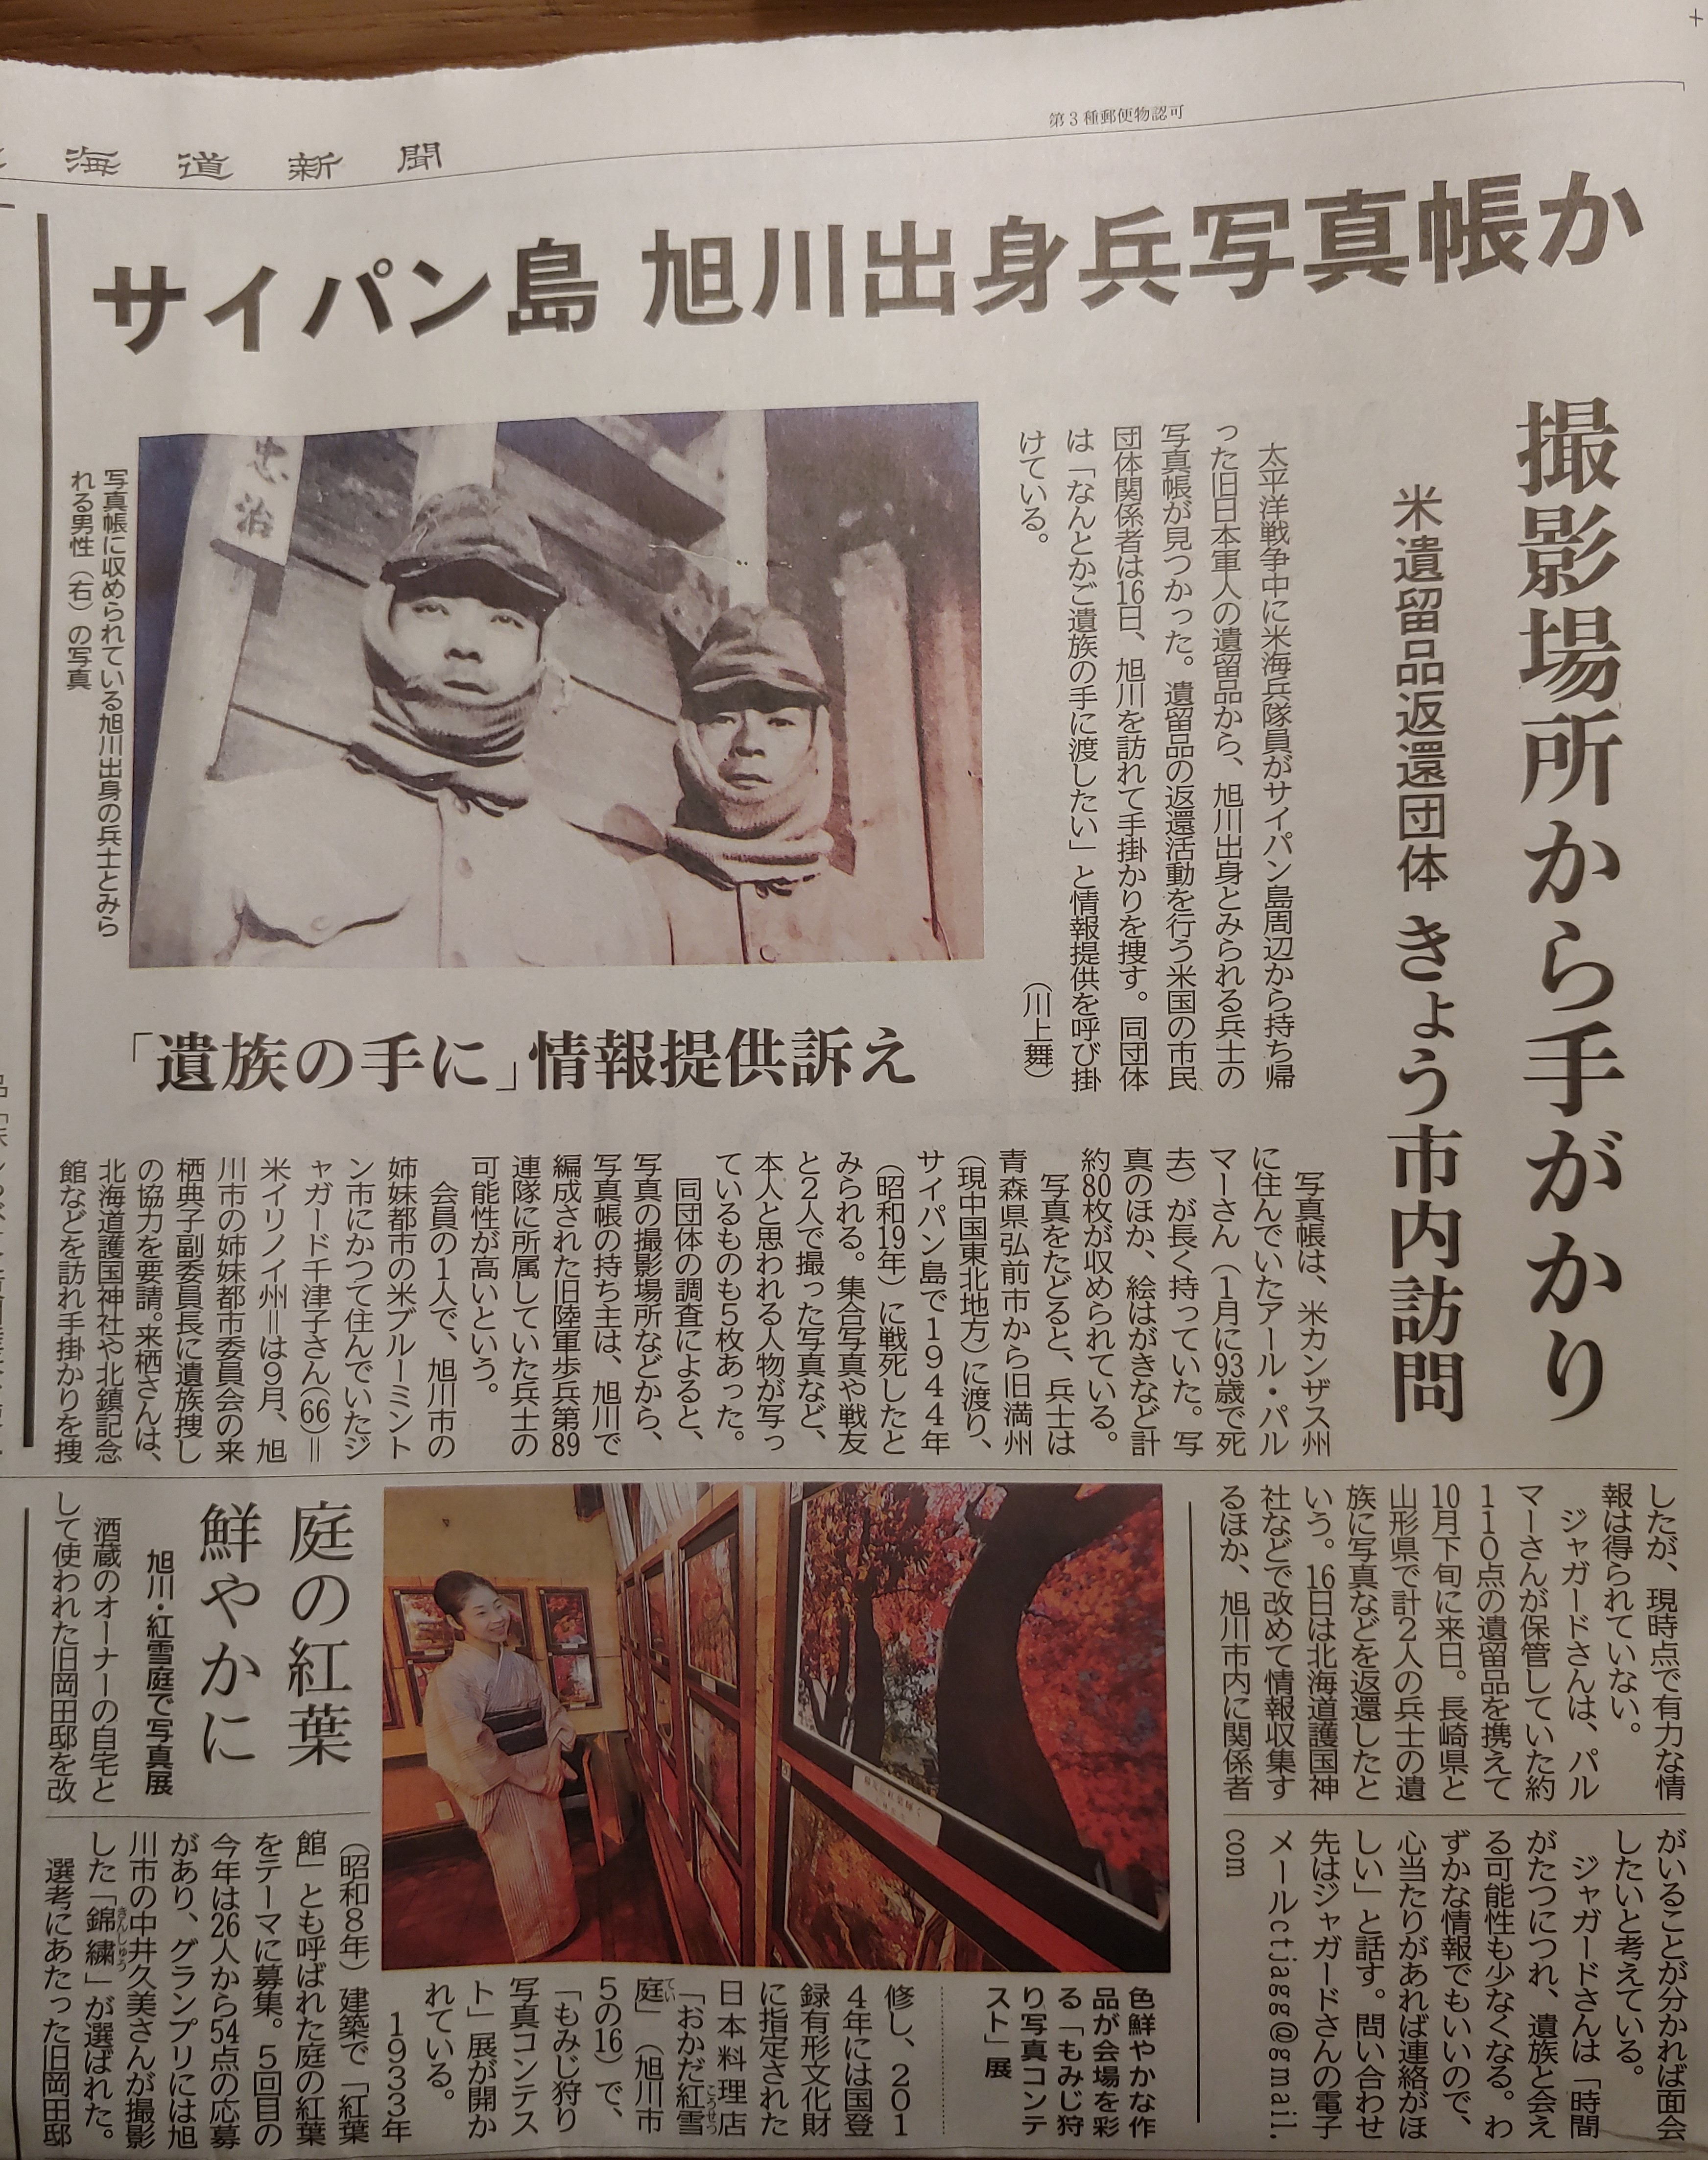 海道新聞
第3種郵便物認可
サイパン島 旭川出身兵写真帳か
撮影場所から手がかり
米遺留品返還団体 きょう市内訪問
太平洋戦争中に米海兵隊員がサイパン島周辺から持ち帰
った旧日本軍人の遺留品から、旭川出身とみられる兵士の
写真帳が見つかった。遺留品の返還活動を行う米国の市民
団体関係者は16日、旭川を訪れて手掛かりを捜す。同団体
は「なんとかご遺族の手に渡したい」と情報提供を呼び掛
けている。
(川上舞)
忠治
写真帳に収められている旭川出身の兵士とみら
れる男性(右)の写真
「遺族の手に」情報提供訴え
写真帳は、米カンザス州
に住んでいたアール・パル
マーさん(1月に93歳で死
去)が長く持っていた。写
真のほか、絵はがきなど計
約80枚が収められている。
写真をたどると、兵士は
青森県弘前市から旧満州
(現中国東北地方)に渡り、
サイパン島で1944年
(昭和19年)に戦死したと
みられる。集合写真や戦友
と2人で撮った写真など、
本人と思われる人物が写っ
ているものも5枚あった。
同団体の調査によると、
写真の撮影場所などから、
写真帳の持ち主は、旭川で
編成された旧陸軍歩兵第89
連隊に所属していた兵士の
可能性が高いという。
会員の1人で、旭川市の
姉妹都市の米ブルーミント
ン市にかつて住んでいたジ
ャガード千津子さん(66)=
米イリノイ州=は9月、旭
川市の姉妹都市委員会の来
栖典子副委員長に遺族捜し
の協力を要請。来栖さんは、
北海道護国神社や北鎮記念
館などを訪れ手掛かりを捜
したが、現時点で有力な情
報は得られていない。
ジャガードさんは、パル
マーさんが保管していた約
110点の遺留品を携えて
10月下旬に来日。長崎県と
山形県で計2人の兵士の遺
族に写真などを返還したと
いう。16日は北海道護国神
社などで改めて情報収集す
るほか、旭川市内に関係者
がいることが分かれば面会
したいと考えている。
ジャガードさんは「時間
がたつにつれ、遺族と会え
る可能性も少なくなる。わ
ずかな情報でもいいので、
心当たりがあれば連絡がほ
しい」と話す。問い合わせ
先はジャガードさんの電子
メールctjagg@gmail.
com
庭の紅葉
鮮やかに
旭川・紅雪庭で写真展
色鮮やかな作
品が会場を彩
る「もみじ狩
り写真コンテ
スト」展
酒蔵のオーナーの自宅と
して使われた旧岡田邸を改
修し、201
4年には国登
録有形文化財
に指定された
日本料理店
「おかだ紅雪
庭」(旭川市
5の16)で、
「もみじ狩り
写真コンテス
ト」展が開か
れている。
1933年
(昭和8年)建築で「紅葉
館」とも呼ばれた庭の紅葉
をテーマに募集。5回目の
今年は26人から54点の応募
があり、グランプリには旭
川市の中井久美さんが撮影
した「錦繍」が選ばれた。
選考にあたった旧岡田邸